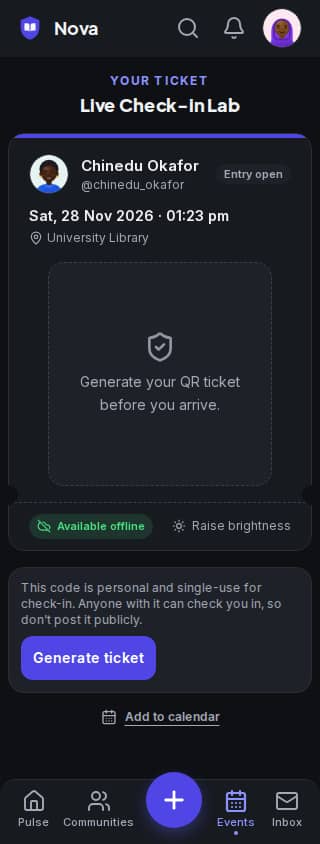 Nova
YOUR TICKET
Live Check-in Lab
Chinedu Okafor
@chinedu_okafor
Entry open
Sat, 28 Nov 2026 · 01:23 pm
University Library
Generate your QR ticket
before you arrive.
Available offline
Raise brightness
This code is personal and single-use for
check-in. Anyone with it can check you in, so
don't post it publicly.
Generate ticket
Add to calendar
Pulse
Communities
Events
Inbox